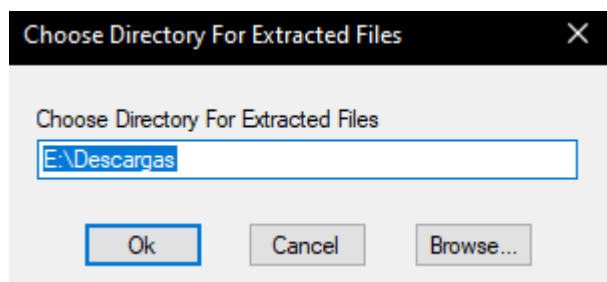 Choose Directory For Extracted Files
Choose Directory For Extracted Files
E:\Descargas
Ok Cancel Browse...